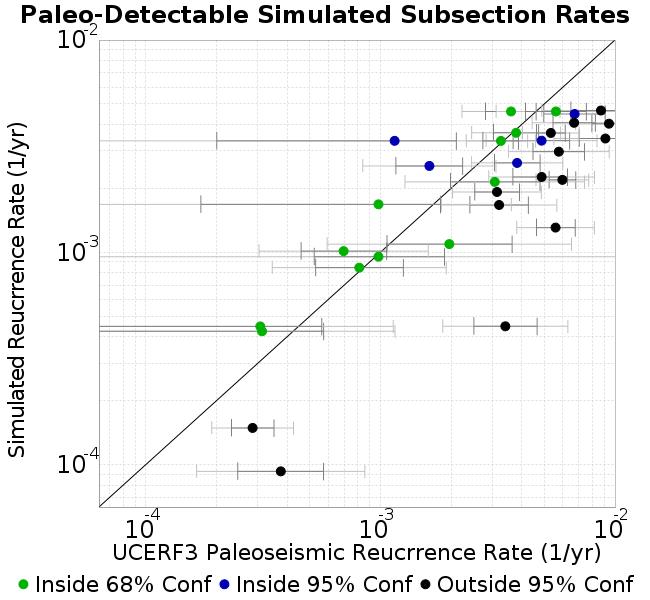 Paleo-Detectable Simulated Subsection Rates
10-2
10-3
10-4
Simulated Reucrrence Rate (1/yr)
10-4 10-3 10-2
UCERF3 Paleoseismic Reucrrence Rate (1/yr)
Inside 68% Conf Inside 95% Conf Outside 95% Conf